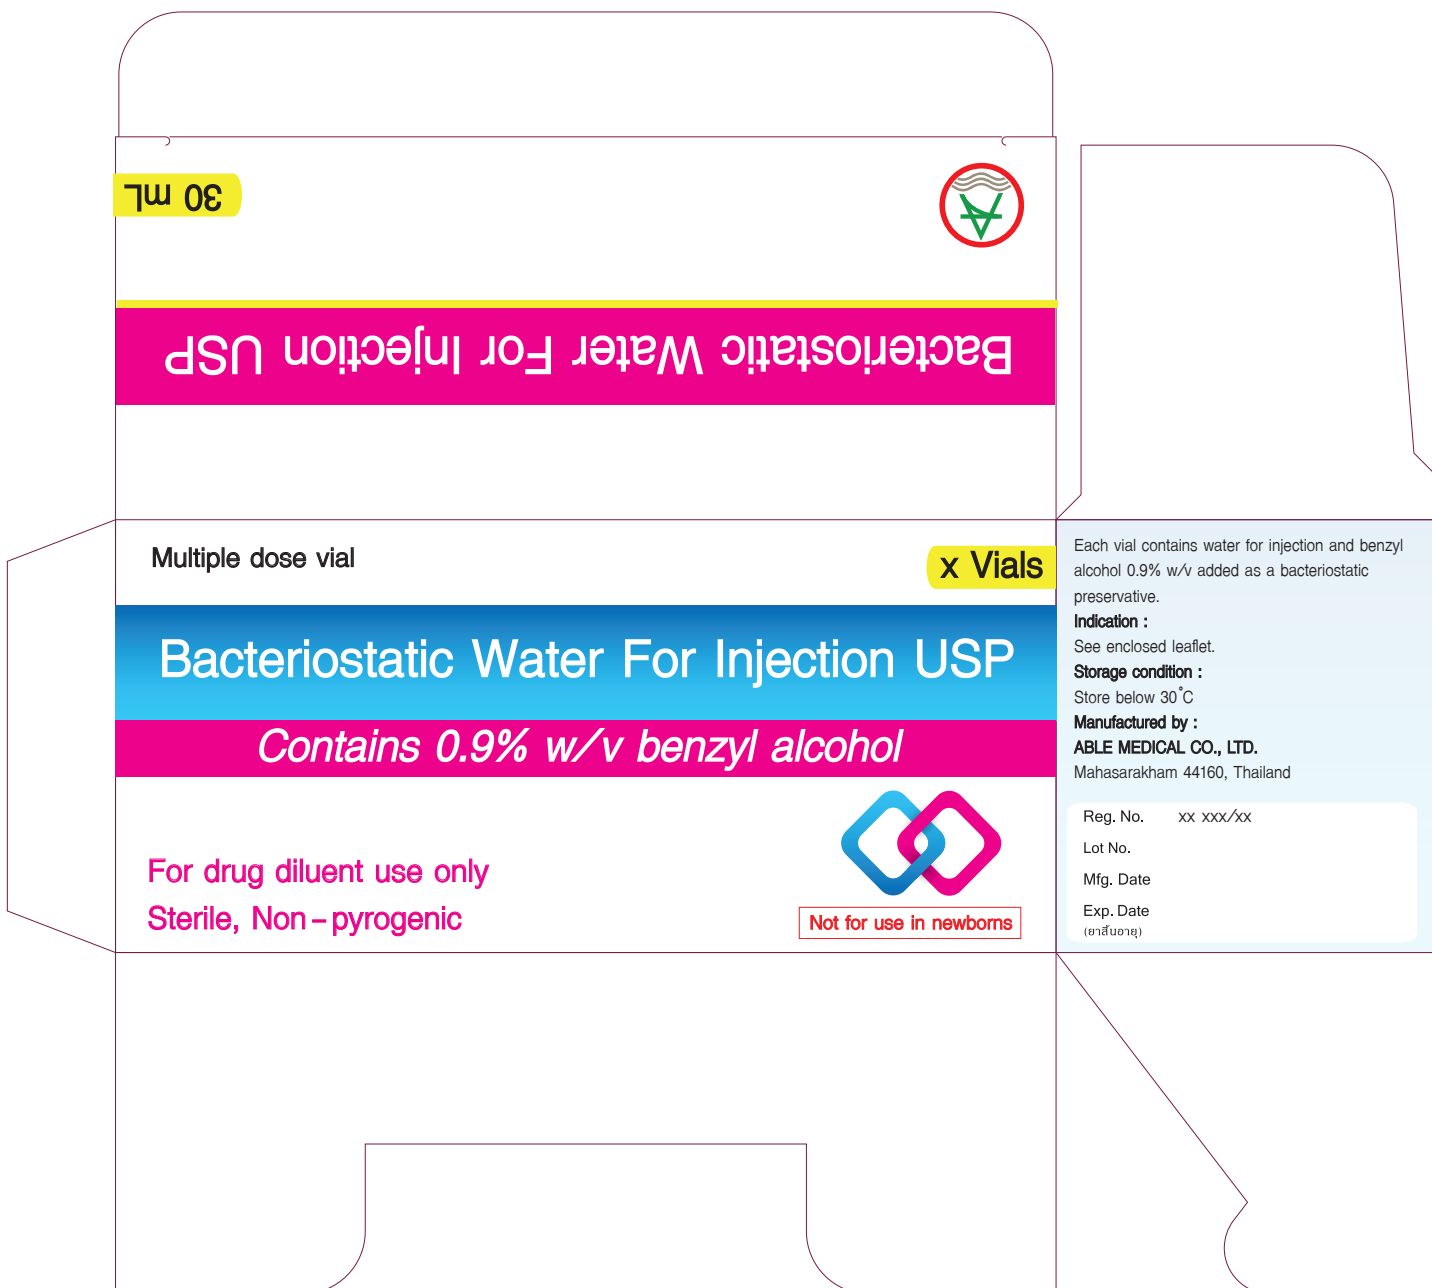 30 mL
Bacteriostatic Water For Injection USP
Multiple dose vial
x Vials
Bacteriostatic Water For Injection USP
Contains 0.9% w/v benzyl alcohol
For drug diluent use only
Sterile, Non-pyrogenic
Not for use in newborns
Each vial contains water for injection and benzyl
alcohol 0.9% w/v added as a bacteriostatic
preservative.
Indication :
See enclosed leaflet.
Storage condition :
Store below 30°C
Manufactured by :
ABLE MEDICAL CO., LTD.
Mahasarakham 44160, Thailand
Reg. No. xx xxx/xx
Lot No.
Mfg. Date
Exp. Date
(ยาสิ้นอายุ)